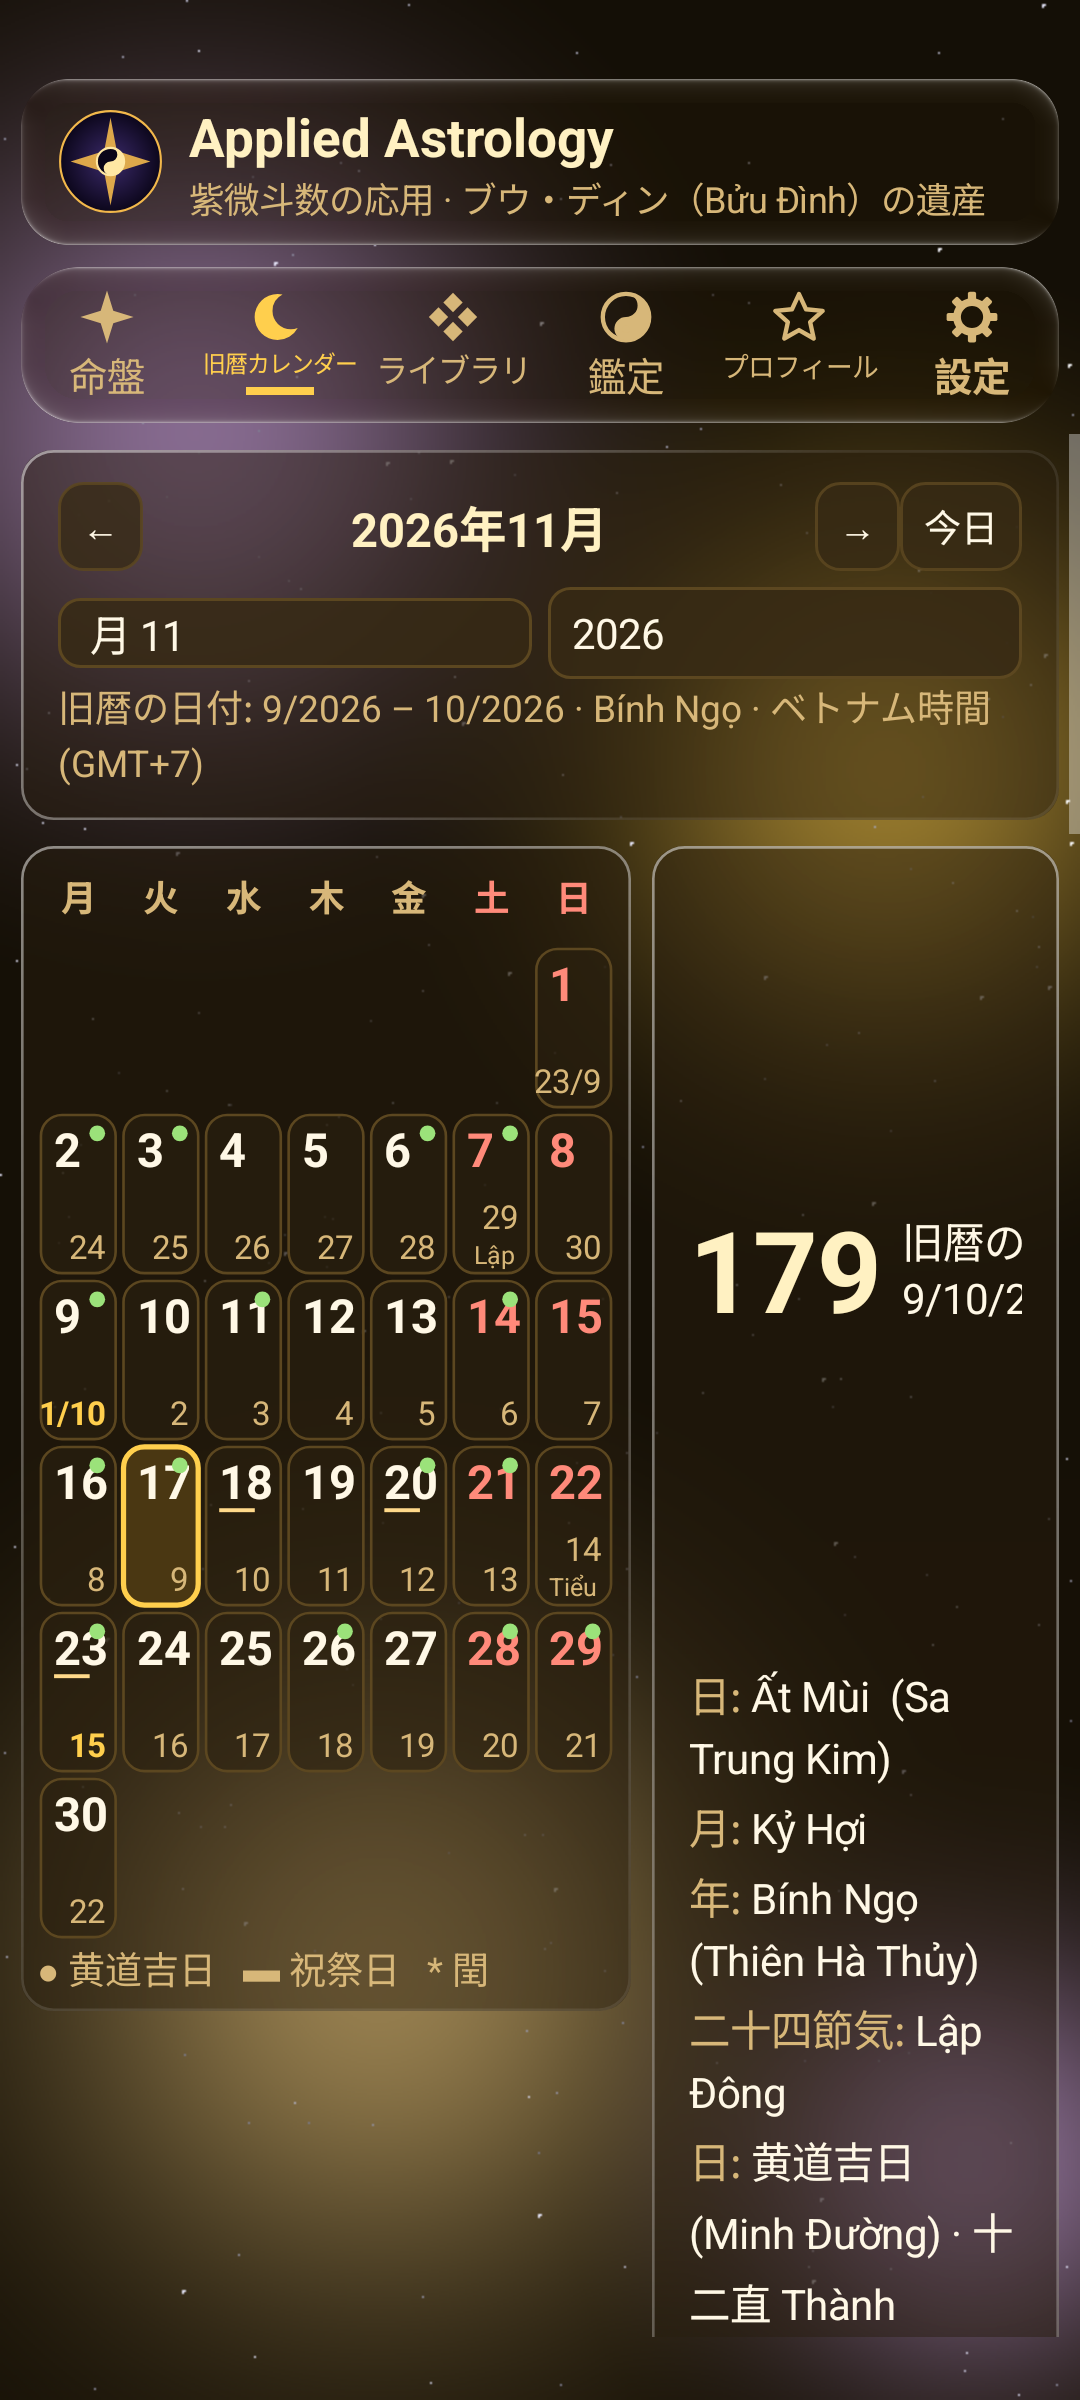 Applied Astrology
紫微斗数の応用 · ブウ・ディン（Bửu Đình）の遺産
命盤
旧暦カレンダー
ライブラリ
鑑定
プロフィール
設定
←
2026年11月
→
今日
月 11
2026
旧暦の日付: 9/2026 – 10/2026 · Bính Ngọ · ベトナム時間
(GMT+7)
月 火 水 木 金 土 日
1
23/9
2 3 4 5 6 7 8
24 25 26 27 28 29 30
Lập
9 10 11 12 13 14 15
1/10 2 3 4 5 6 7
16 17 18 19 20 21 22
8 9 10 11 12 13 14
Tiểu
23 24 25 26 27 28 29
15 16 17 18 19 20 21
30
22
● 黄道吉日 ▬ 祝祭日 * 閏
179
旧暦の
9/10/2
日: Ất Mùi (Sa
Trung Kim)
月: Kỷ Hợi
年: Bính Ngọ
(Thiên Hà Thủy)
二十四節気: Lập
Đông
日: 黄道吉日
(Minh Đường) · 十
二直 Thành